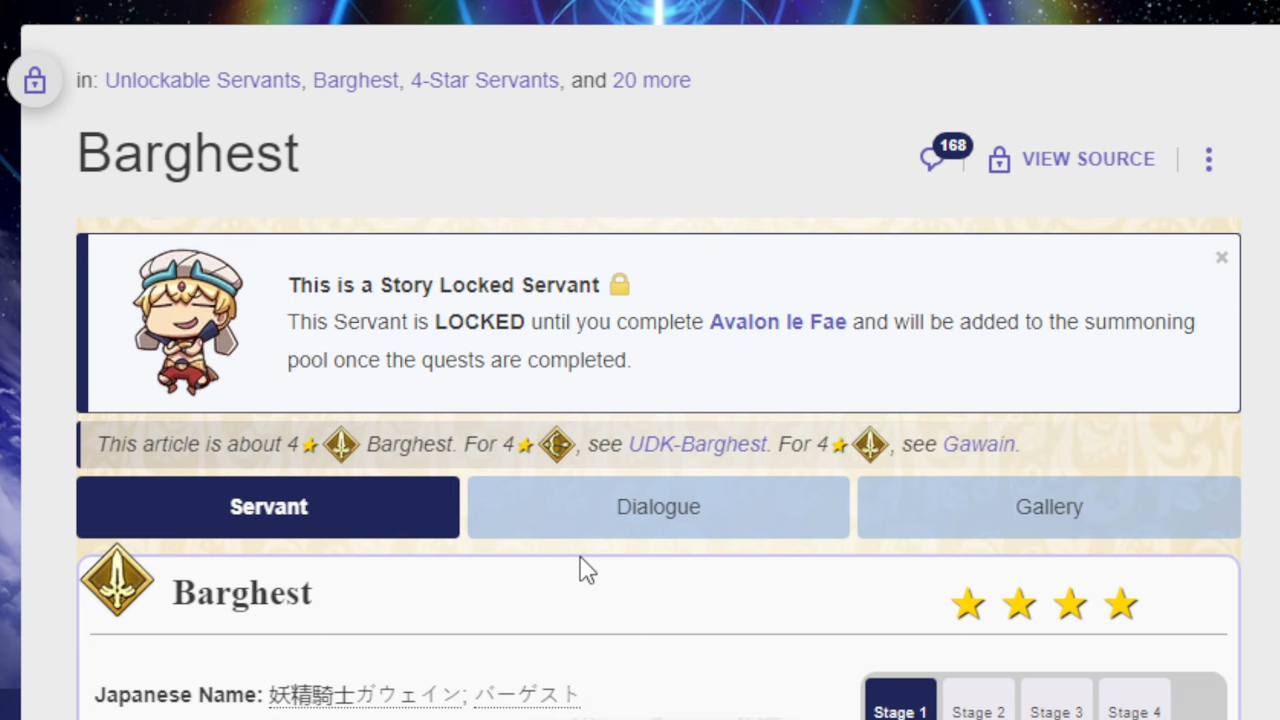 in: Unlockable Servants, Barghest, 4-Star Servants, and 20 more
Barghest
168
VIEW SOURCE
This is a Story Locked Servant
This Servant is LOCKED until you complete Avalon le Fae and will be added to the summoning
pool once the quests are completed.
×
This article is about 4 Barghest. For 4, see UDK-Barghest. For 4, see Gawain.
Servant
Dialogue
Gallery
Barghest
Japanese Name: 妖精騎士ガウェイン; バーゲスト
Stage 1
Stage 2
Stage 3
Stage 4